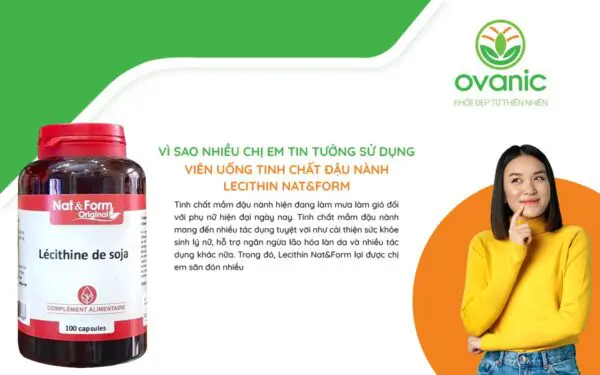 ovanic
KHỎE ĐẸP TỪ THIÊN NHIÊN
VÌ SAO NHIỀU CHỊ EM TIN TƯỞNG SỬ DỤNG
VIÊN UỐNG TINH CHẤT ĐẬU NÀNH
LECITHIN NAT&FORM
Tinh chất mầm đậu nành hiện đang làm mưa làm gió đối
với phụ nữ hiện đại ngày nay. Tinh chất mầm đậu nành
mang đến nhiều tác dụng tuyệt vời như cải thiện sức khỏe
sinh lý nữ, hỗ trợ ngăn ngừa lão hóa làn da và nhiều tác
dụng khác nữa. Trong đó, Lecithin Nat&Form lại được chị
em săn đón nhiều
Nat&Form
Original
Lécithine de soja
COMPLÉMENT ALIMENTAIRE
100 capsules